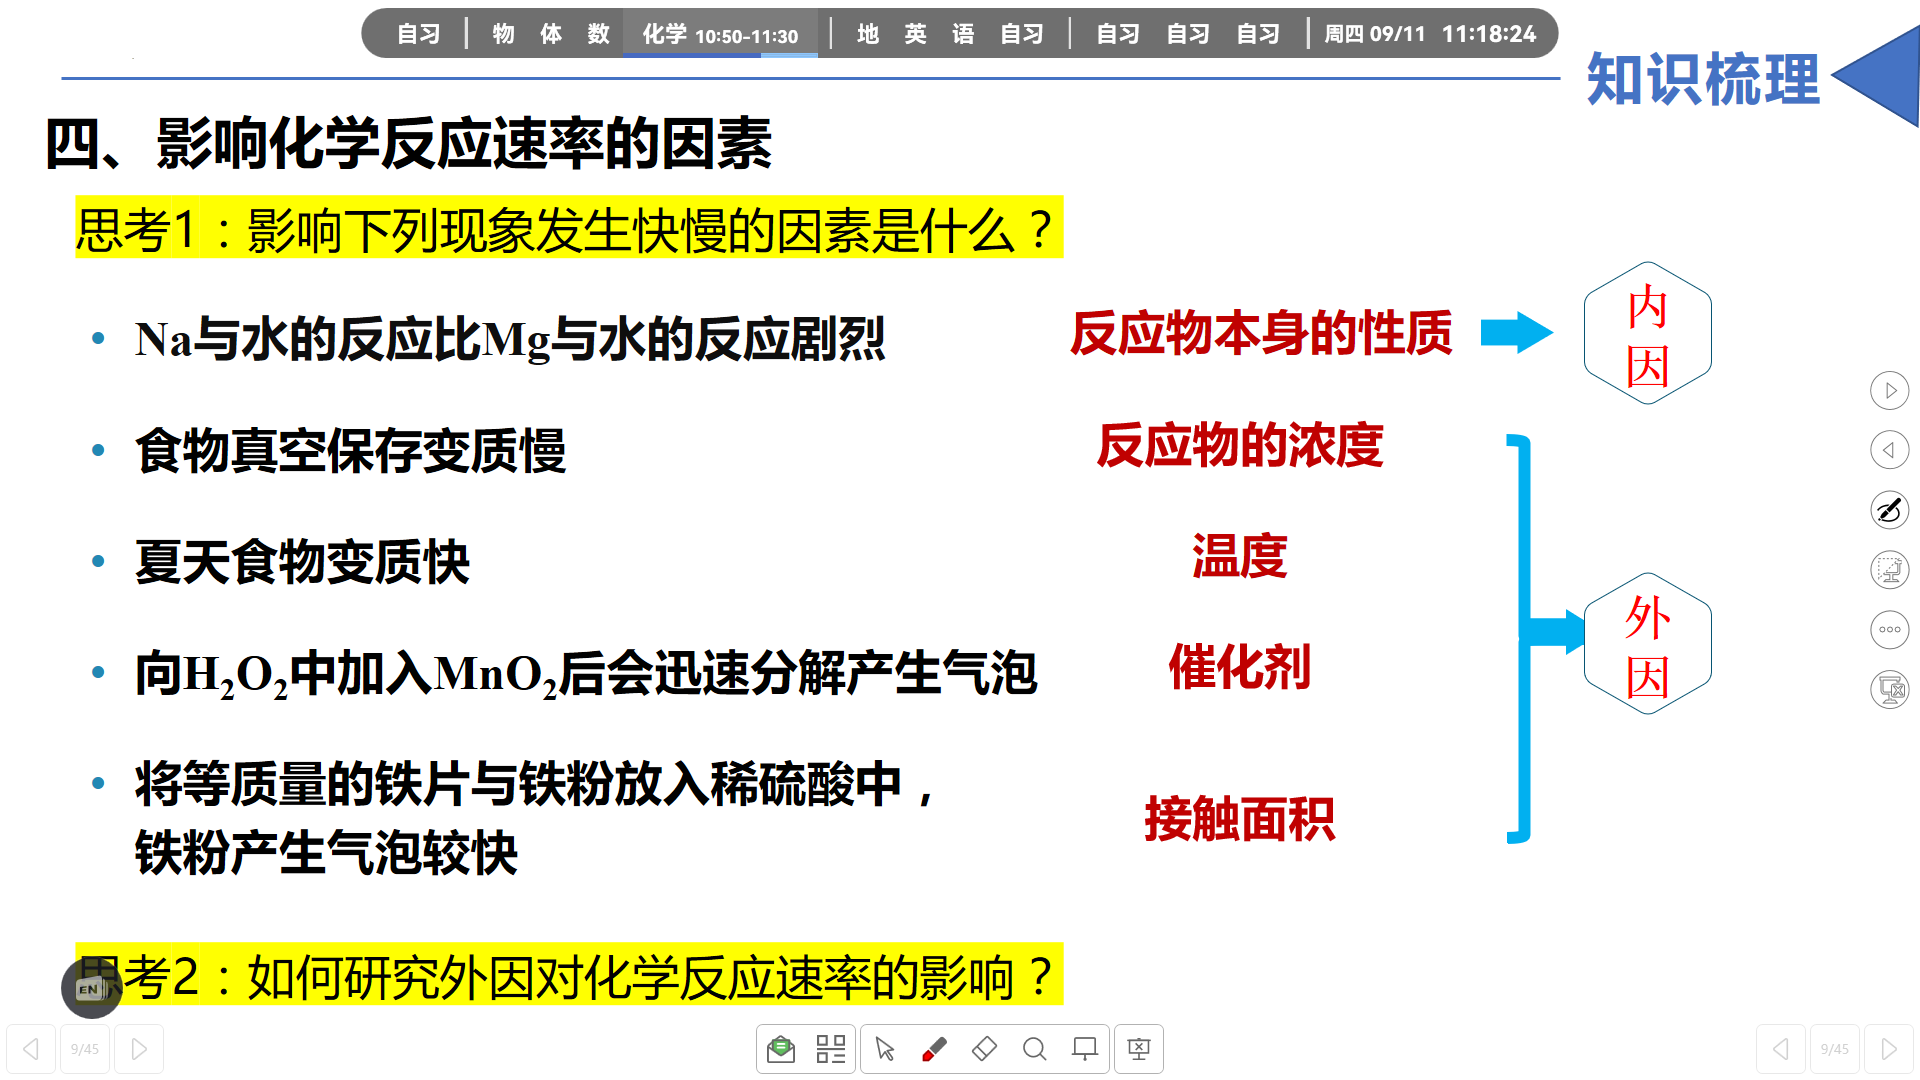 自习 物 体 数 化学 10:50-11:30 地 英 语 自习 自习 自习 自习 周四 09/11 11:18:24
知识梳理
四、影响化学反应速率的因素
思考1：影响下列现象发生快慢的因素是什么？
• Na与水的反应比Mg与水的反应剧烈
反应物本身的性质
内因
• 食物真空保存变质慢
反应物的浓度
• 夏天食物变质快
温度
• 向H₂O₂中加入MnO₂后会迅速分解产生气泡
催化剂
外因
• 将等质量的铁片与铁粉放入稀硫酸中，
铁粉产生气泡较快
接触面积
思考2：如何研究外因对化学反应速率的影响？
EN
9/45
9/45